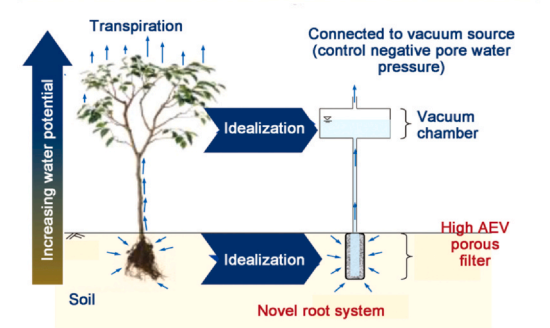 Transpiration
Connected to vacuum source
(control negative pore water
pressure)
Increasing water potential
Idealization
Vacuum
chamber
High AEV
porous
filter
Idealization
Soil
Novel root system